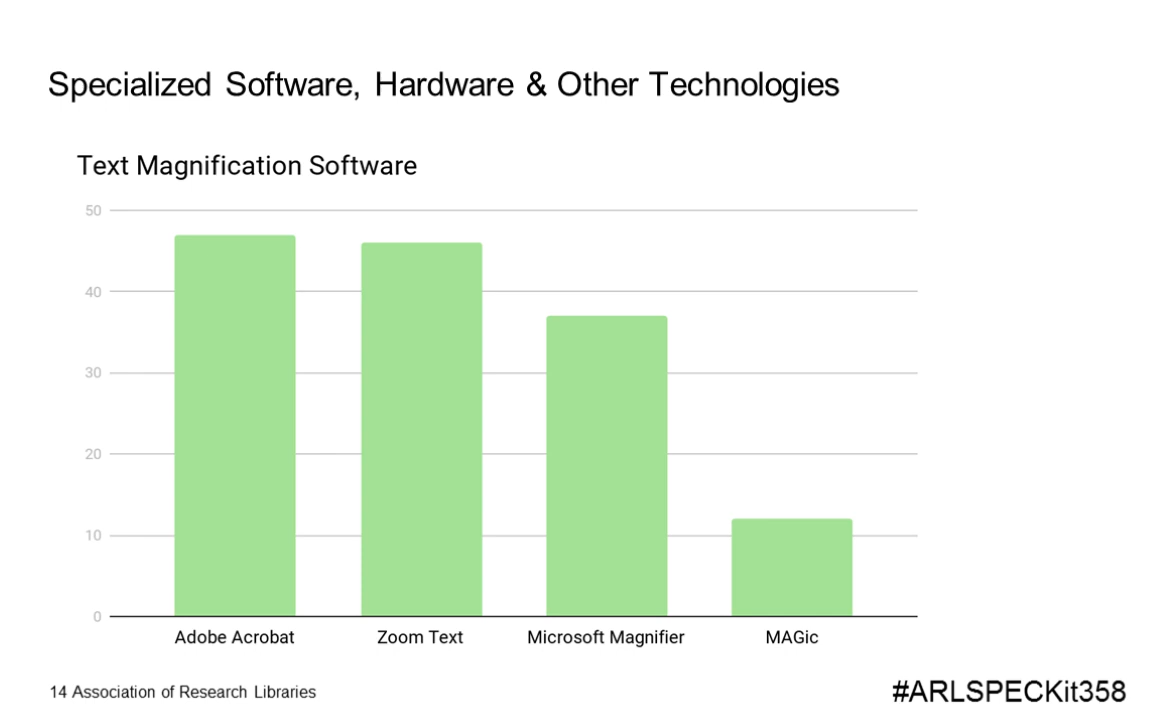 Specialized Software, Hardware & Other Technologies
Text Magnification Software
50
40
30
20
10
0
Adobe Acrobat Zoom Text Microsoft Magnifier MAGic
14 Association of Research Libraries
#ARLSPECKit358